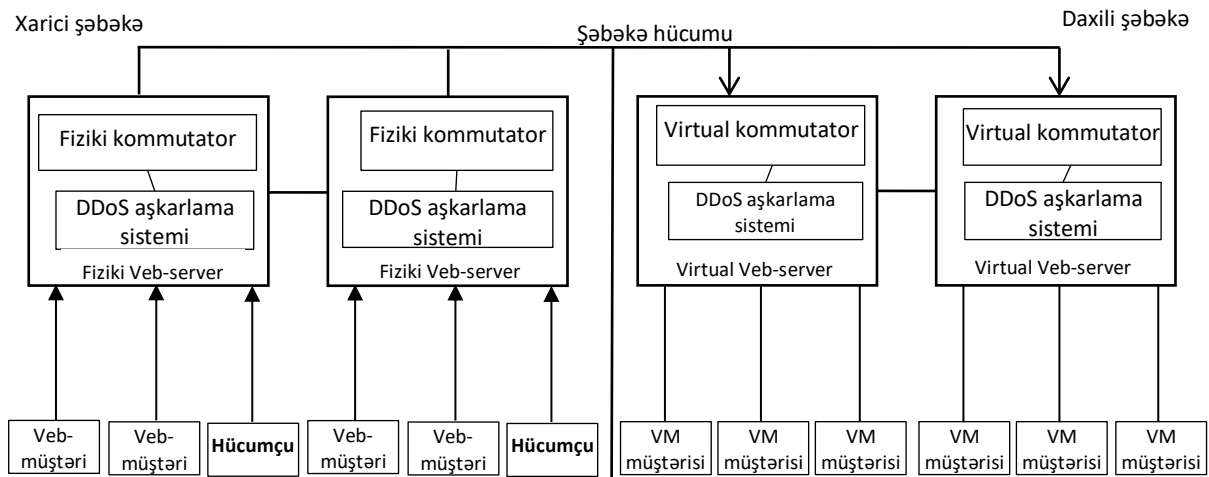 Xarici şəbəkə
Şəbəkə hücumu
Daxili şəbəkə
Fiziki kommutator
DDoS aşkarlama
sistemi
Fiziki Veb-server
Fiziki kommutator
DDoS aşkarlama
sistemi
Fiziki Veb-server
Virtual kommutator
DDoS aşkarlama
sistemi
Virtual Veb-server
Virtual kommutator
DDoS aşkarlama
sistemi
Virtual Veb-server
Veb-
müştəri
Veb-
müştəri
Hücumçu
Veb-
müştəri
Veb-
müştəri
Hücumçu
VM
müştərisi
VM
müştərisi
VM
müştərisi
VM
müştərisi
VM
müştərisi
VM
müştərisi